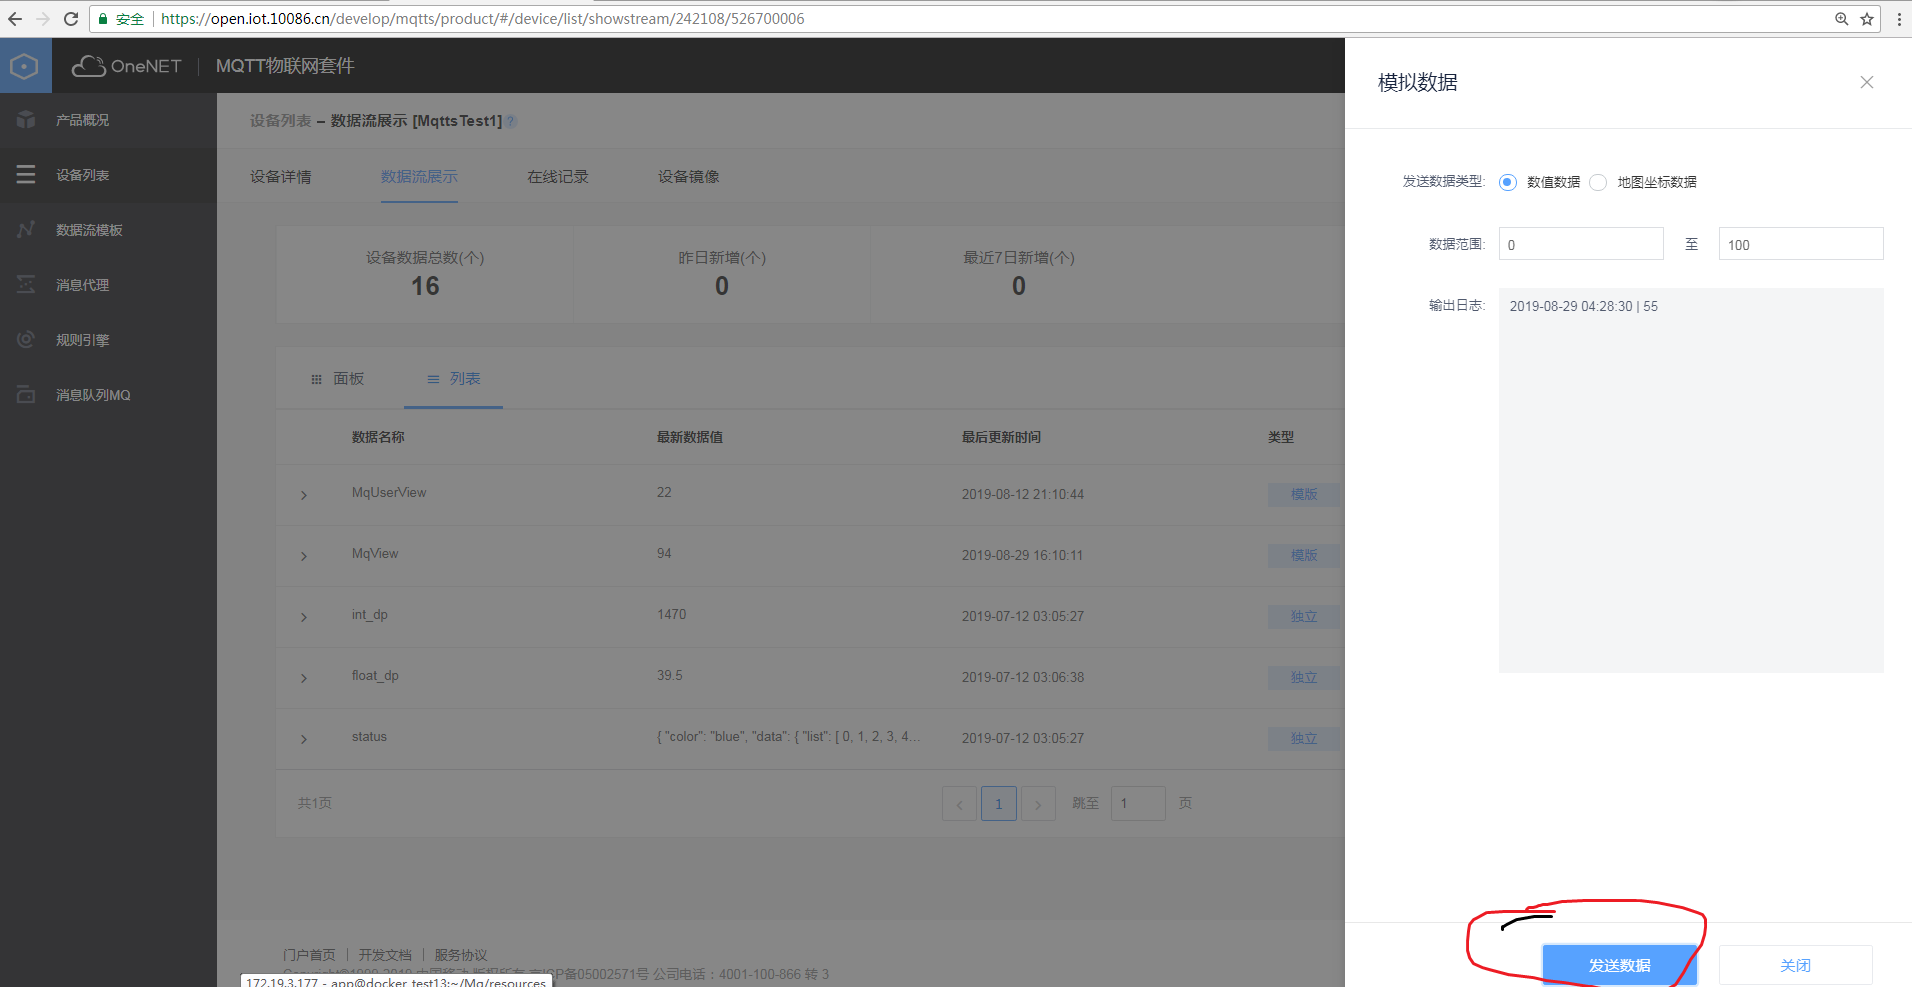 安全 https://open.iot.10086.cn/develop/mqtts/product/#/device/list/showstream/242108/526700006
OneNET MQTT物联网套件
产品概况
设备列表
数据流模板
消息代理
规则引擎
消息队列MQ
设备列表 – 数据流展示 [MqttsTest1] ?
设备详情 数据流展示 在线记录 设备镜像
设备数据总数(个) 昨日新增(个) 最近7日新增(个)
16 0 0
面板 列表
数据名称 最新数据值 最后更新时间 类型
MqUserView 22 2019-08-12 21:10:44 模版
MqView 94 2019-08-29 16:10:11 模版
int_dp 1470 2019-07-12 03:05:27 独立
float_dp 39.5 2019-07-12 03:06:38 独立
status { "color": "blue", "data": { "list": [ 0, 1, 2, 3, 4... 2019-07-12 03:05:27 独立
共1页 1 跳至 1 页
门户首页 开发文档 服务协议
中国移动 版权所有 京ICP备05002571号 公司电话：4001-100-866 转 3
172.19.3.177 - app@docker_test13:~/Mq/resources
模拟数据
发送数据类型: 数值数据 地图坐标数据
数据范围: 0 至 100
输出日志: 2019-08-29 04:28:30 | 55
发送数据 关闭